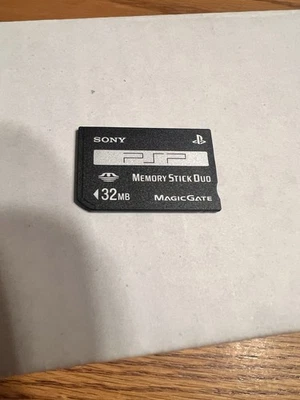 SONY
PSP
MEMORY STICK DUO
32MB
MAGICGATE